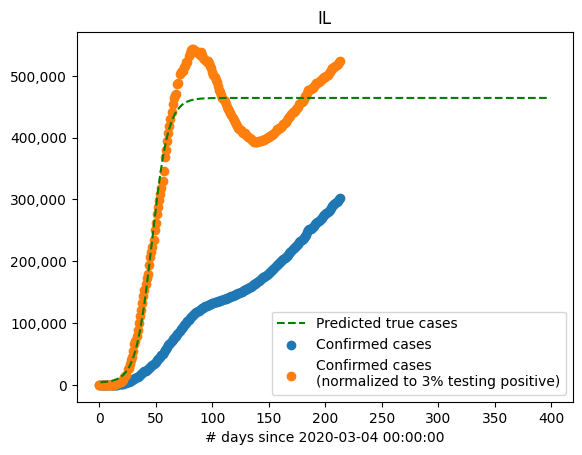 IL
500,000
400,000
300,000
200,000
100,000
0
Predicted true cases
Confirmed cases
Confirmed cases
(normalized to 3% testing positive)
0 50 100 150 200 250 300 350 400
# days since 2020-03-04 00:00:00